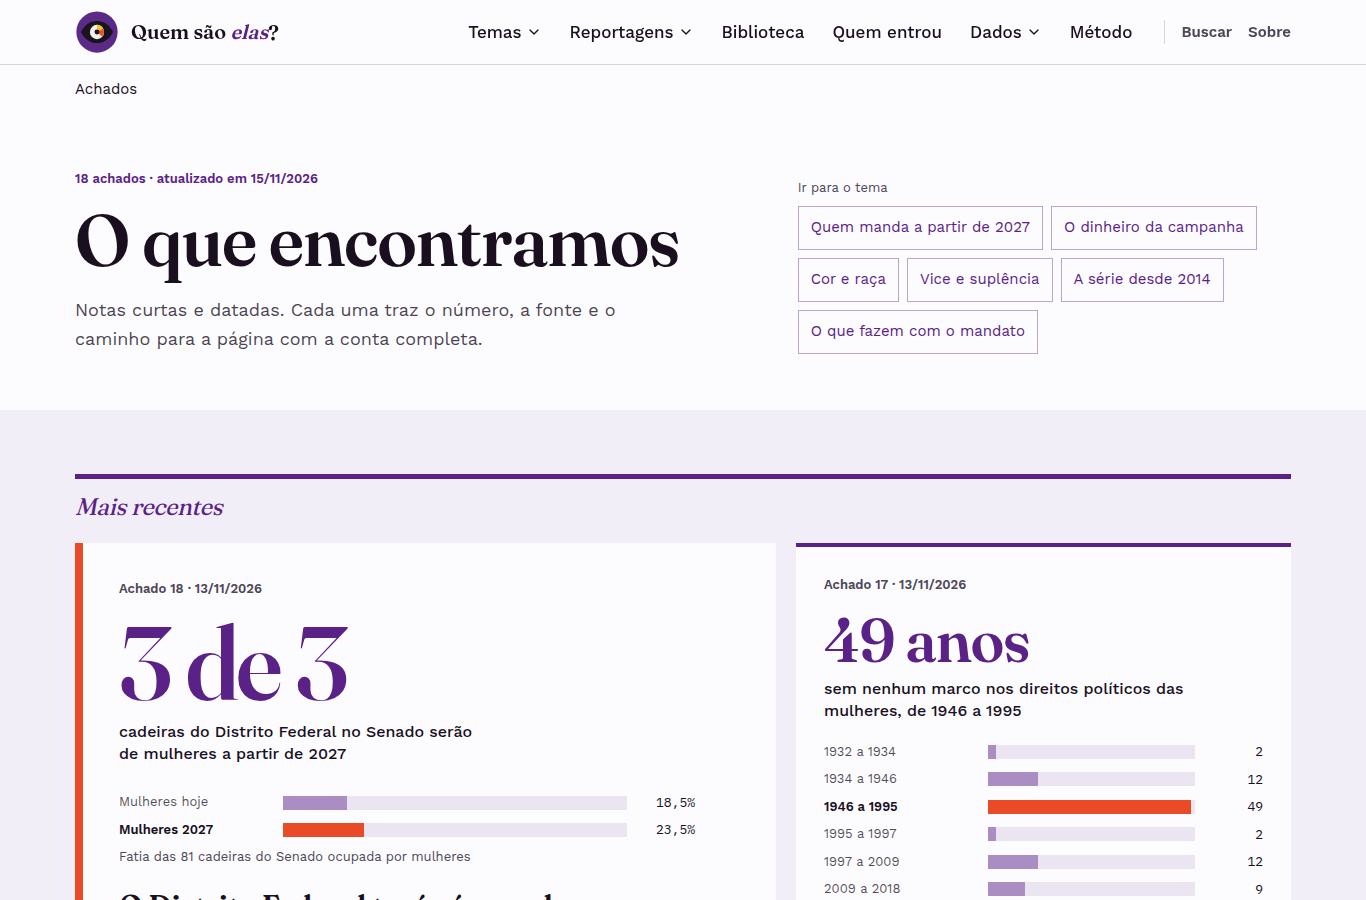 Quem são elas?
Temas
Reportagens
Biblioteca
Quem entrou
Dados
Método
Buscar
Sobre
Achados
18 achados · atualizado em 15/11/2026
O que encontramos
Notas curtas e datadas. Cada uma traz o número, a fonte e o
caminho para a página com a conta completa.
Ir para o tema
Quem manda a partir de 2027
O dinheiro da campanha
Cor e raça
Vice e suplência
A série desde 2014
O que fazem com o mandato
Mais recentes
Achado 18 · 13/11/2026
3 de 3
cadeiras do Distrito Federal no Senado serão
de mulheres a partir de 2027
Mulheres hoje 18,5%
Mulheres 2027 23,5%
Fatia das 81 cadeiras do Senado ocupada por mulheres
Achado 17 · 13/11/2026
49 anos
sem nenhum marco nos direitos políticos das
mulheres, de 1946 a 1995
1932 a 1934 2
1934 a 1946 12
1946 a 1995 49
1995 a 1997 2
1997 a 2009 12
2009 a 2018 9